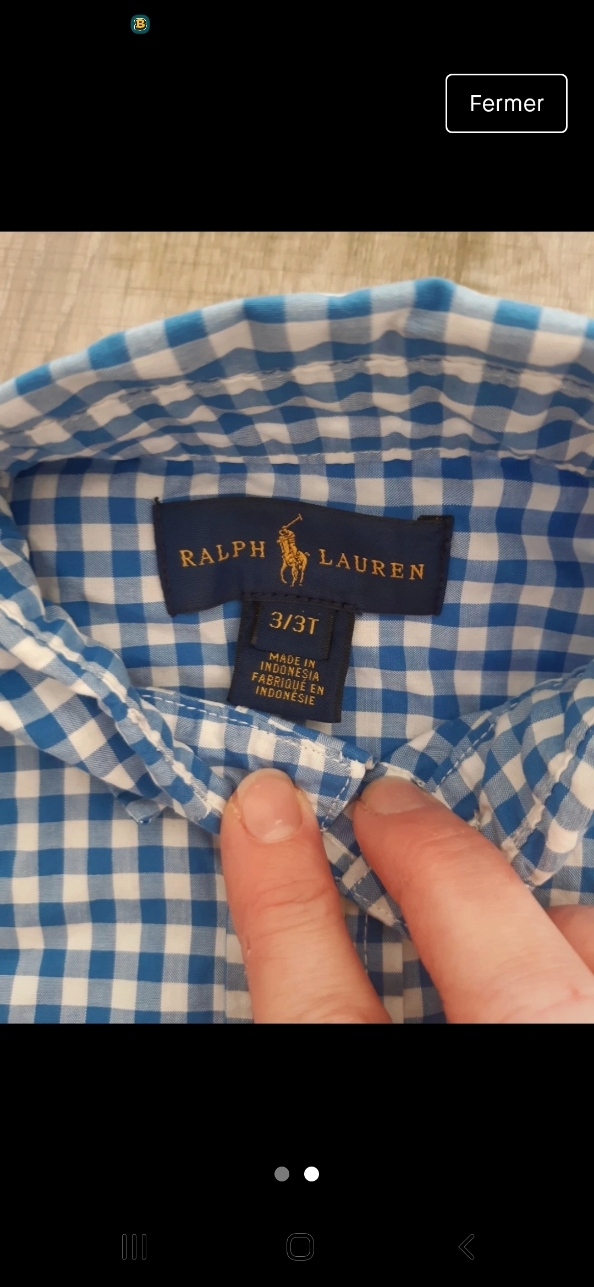 Fermer
RALPH LAUREN
3/3T
MADE IN
INDONESIA
FABRIQUÉ EN
INDONÉSIE